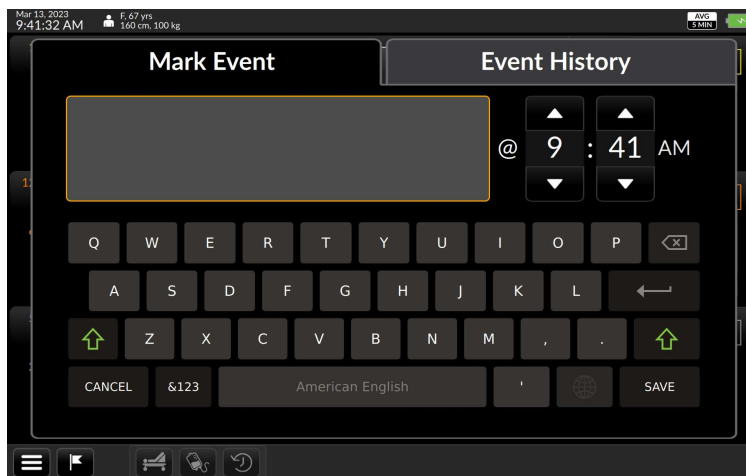 Mar 13, 2023
9:41:32 AM
F, 67 yrs
160 cm, 100 kg
AVG
5 MIN
Mark Event
Event History
@ 9 : 41 AM
Q W E R T Y U I O P
A S D F G H J K L
Z X C V B N M , .
CANCEL &123 American English ' SAVE